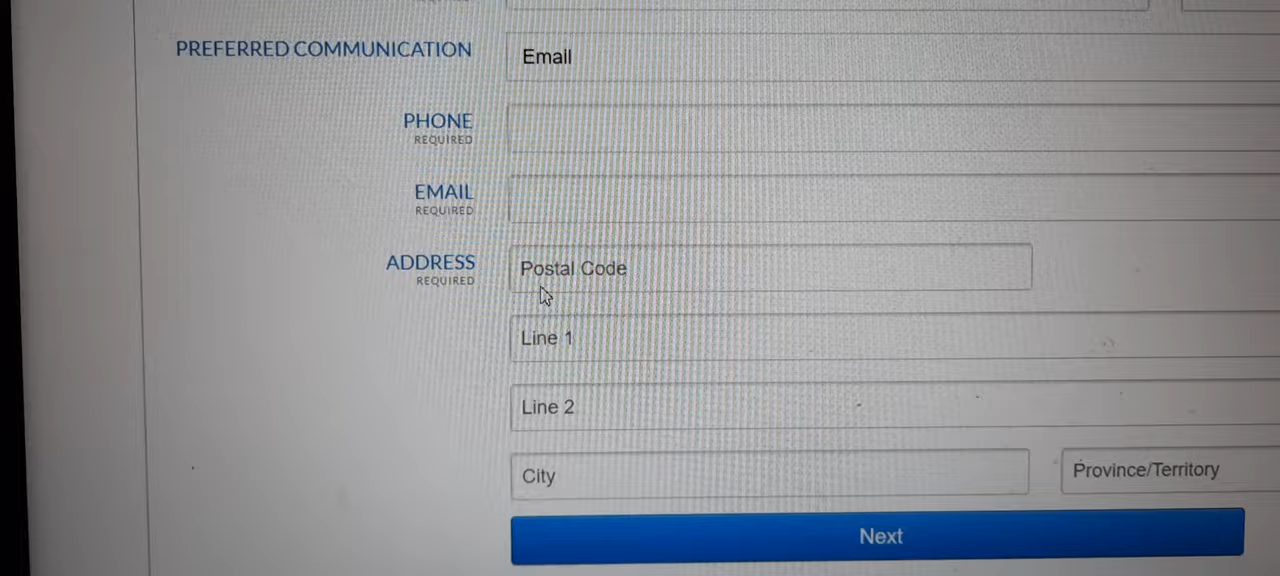 PREFERRED COMMUNICATION
Email
PHONE
REQUIRED
EMAIL
REQUIRED
ADDRESS
REQUIRED
Postal Code
Line 1
Line 2
City
Province/Territory
Next